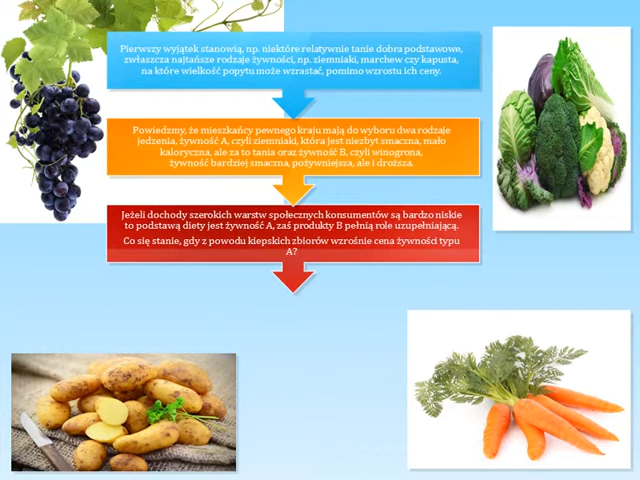 Pierwszy wyjątek stanowią, np. niektóre relatywnie tanie dobra podstawowe,
zwłaszcza najtańsze rodzaje żywności, np. ziemniaki, marchew czy kapusta,
na które wielkość popytu może wzrastać, pomimo wzrostu ich ceny.
Powiedzmy, że mieszkańcy pewnego kraju mają do wyboru dwa rodzaje
jedzenia, żywność A, czyli ziemniaki, która jest niezbyt smaczna, mało
kaloryczna, ale za to tania oraz żywność B, czyli winogrona,
żywność bardziej smaczna, pożywniejsza, ale i droższa.
Jeżeli dochody szerokich warstw społecznych konsumentów są bardzo niskie
to podstawą diety jest żywność A, zaś produkty B pełnią role uzupełniającą.
Co się stanie, gdy z powodu kiepskich zbiorów wzrośnie cena żywności typu
A?